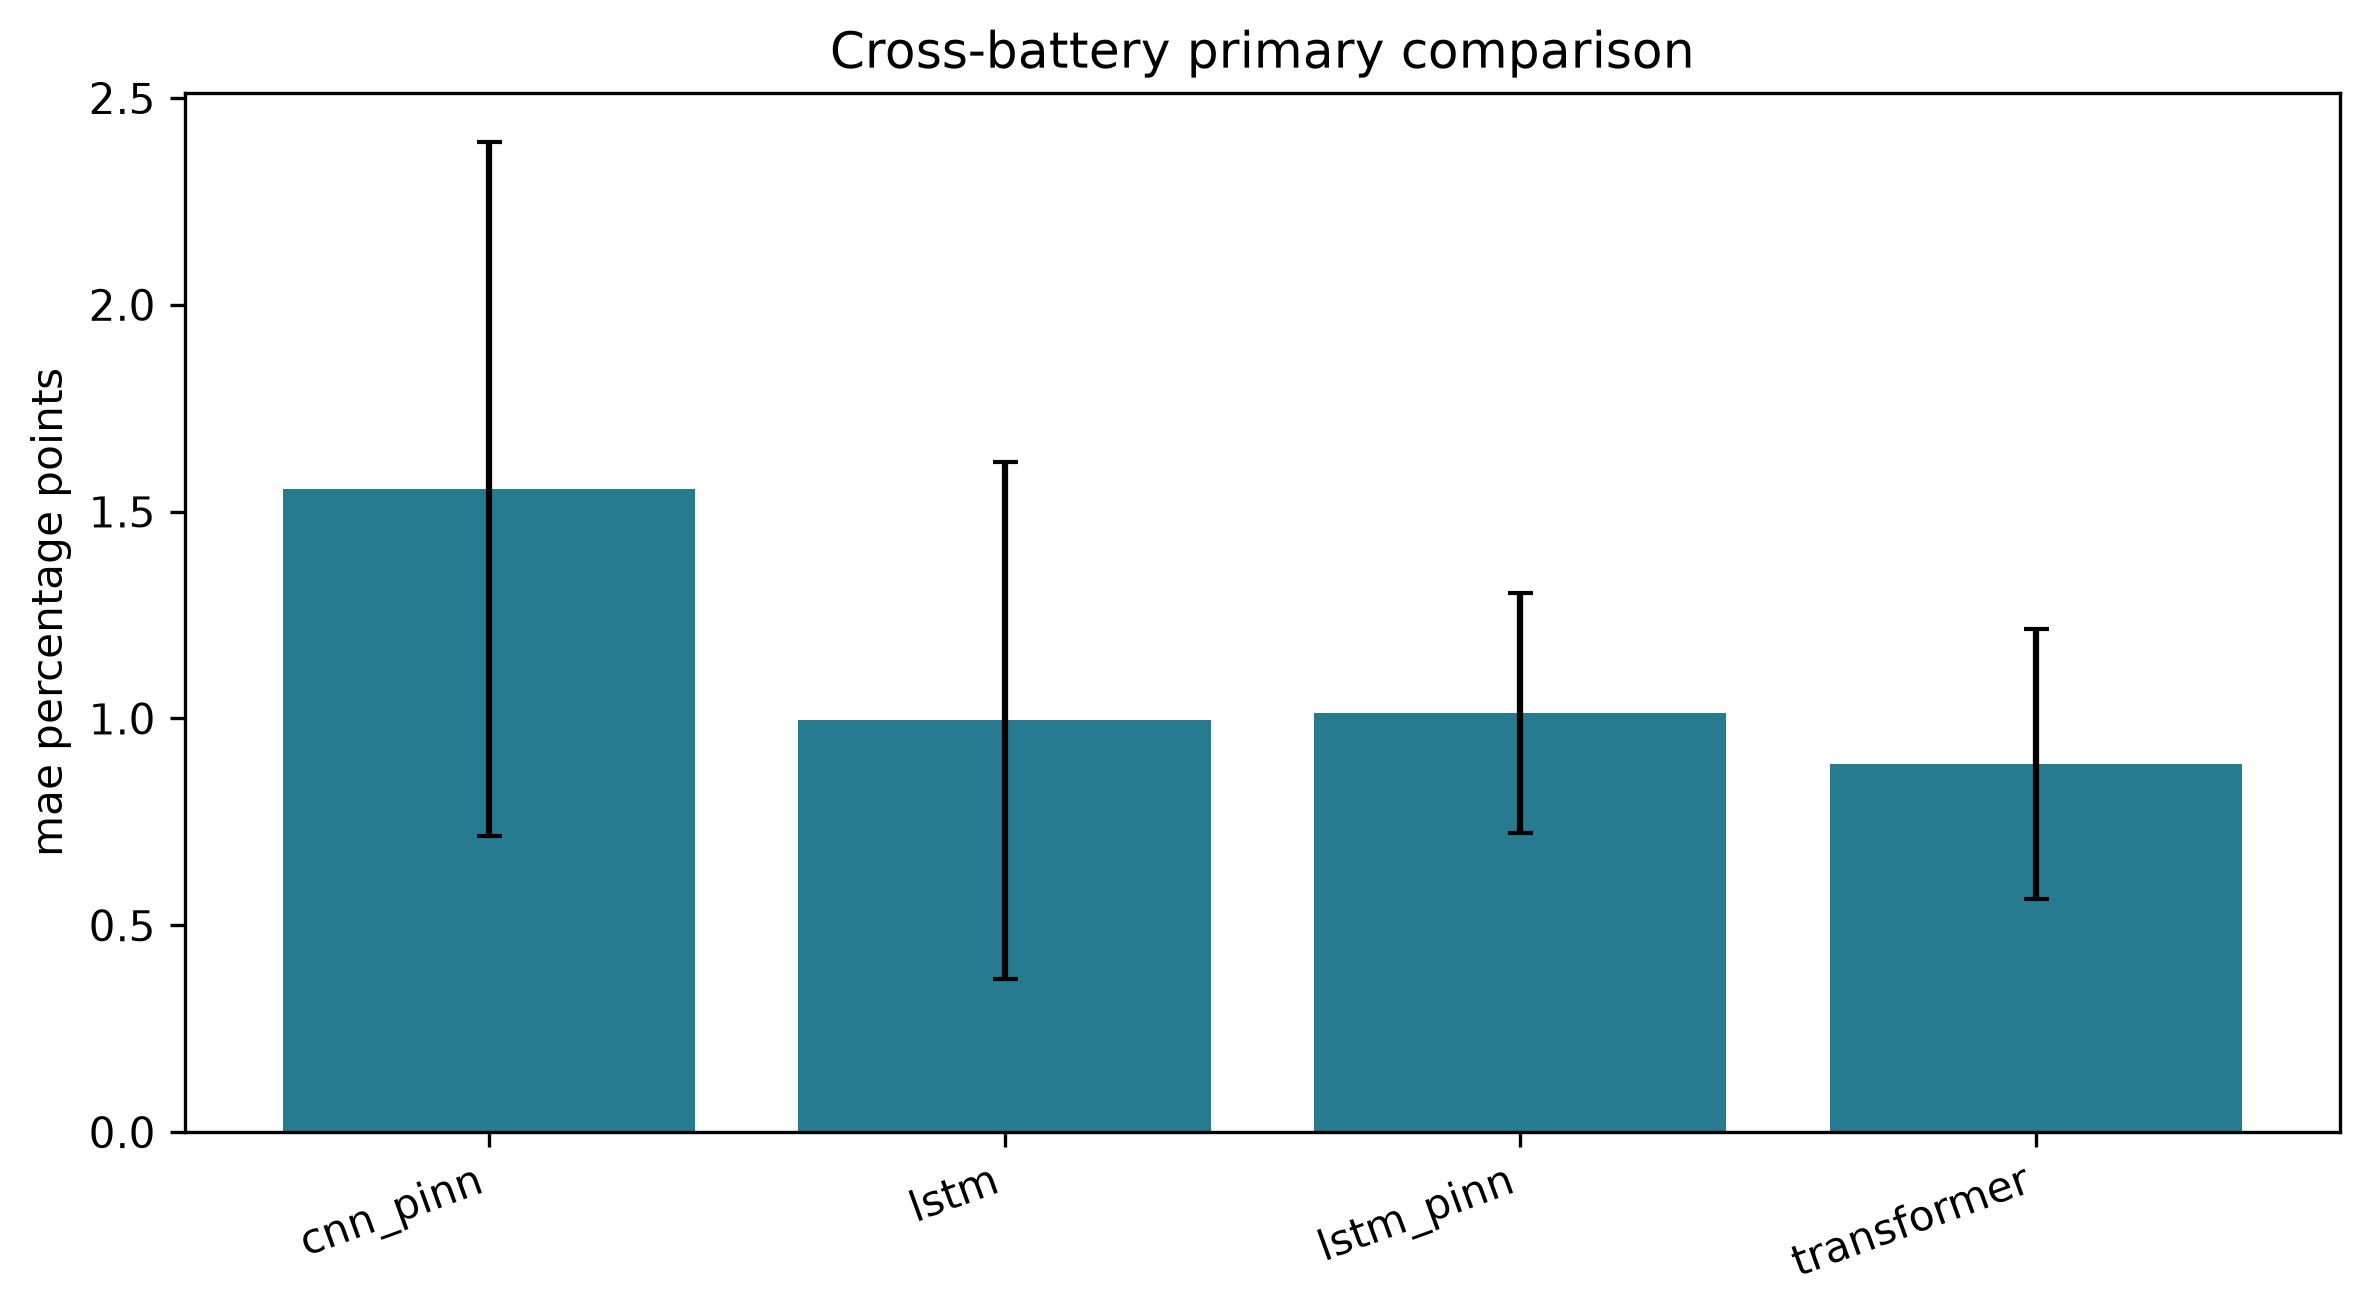 Cross-battery primary comparison
mae percentage points
2.5
2.0
1.5
1.0
0.5
0.0
cnn_pinn
lstm
lstm_pinn
transformer